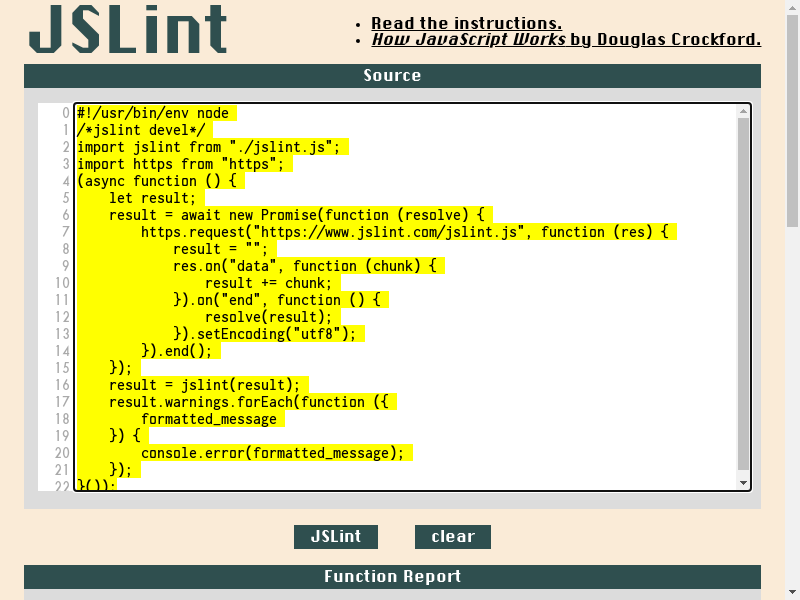 JSLint
Read the instructions.
How JavaScript Works by Douglas Crockford.
Source
0 #!/usr/bin/env node
1 /*jslint devel*/
2 import jslint from "./jslint.js";
3 import https from "https";
4 (async function () {
5     let result;
6     result = await new Promise(function (resolve) {
7         https.request("https://www.jslint.com/jslint.js", function (res) {
8             result = "";
9             res.on("data", function (chunk) {
10                 result += chunk;
11             }).on("end", function () {
12                 resolve(result);
13             }).setEncoding("utf8");
14         }).end();
15     });
16     result = jslint(result);
17     result.warnings.forEach(function ({
18         formatted_message
19     }) {
20         console.error(formatted_message);
21     });
22 }());
JSLint
clear
Function Report